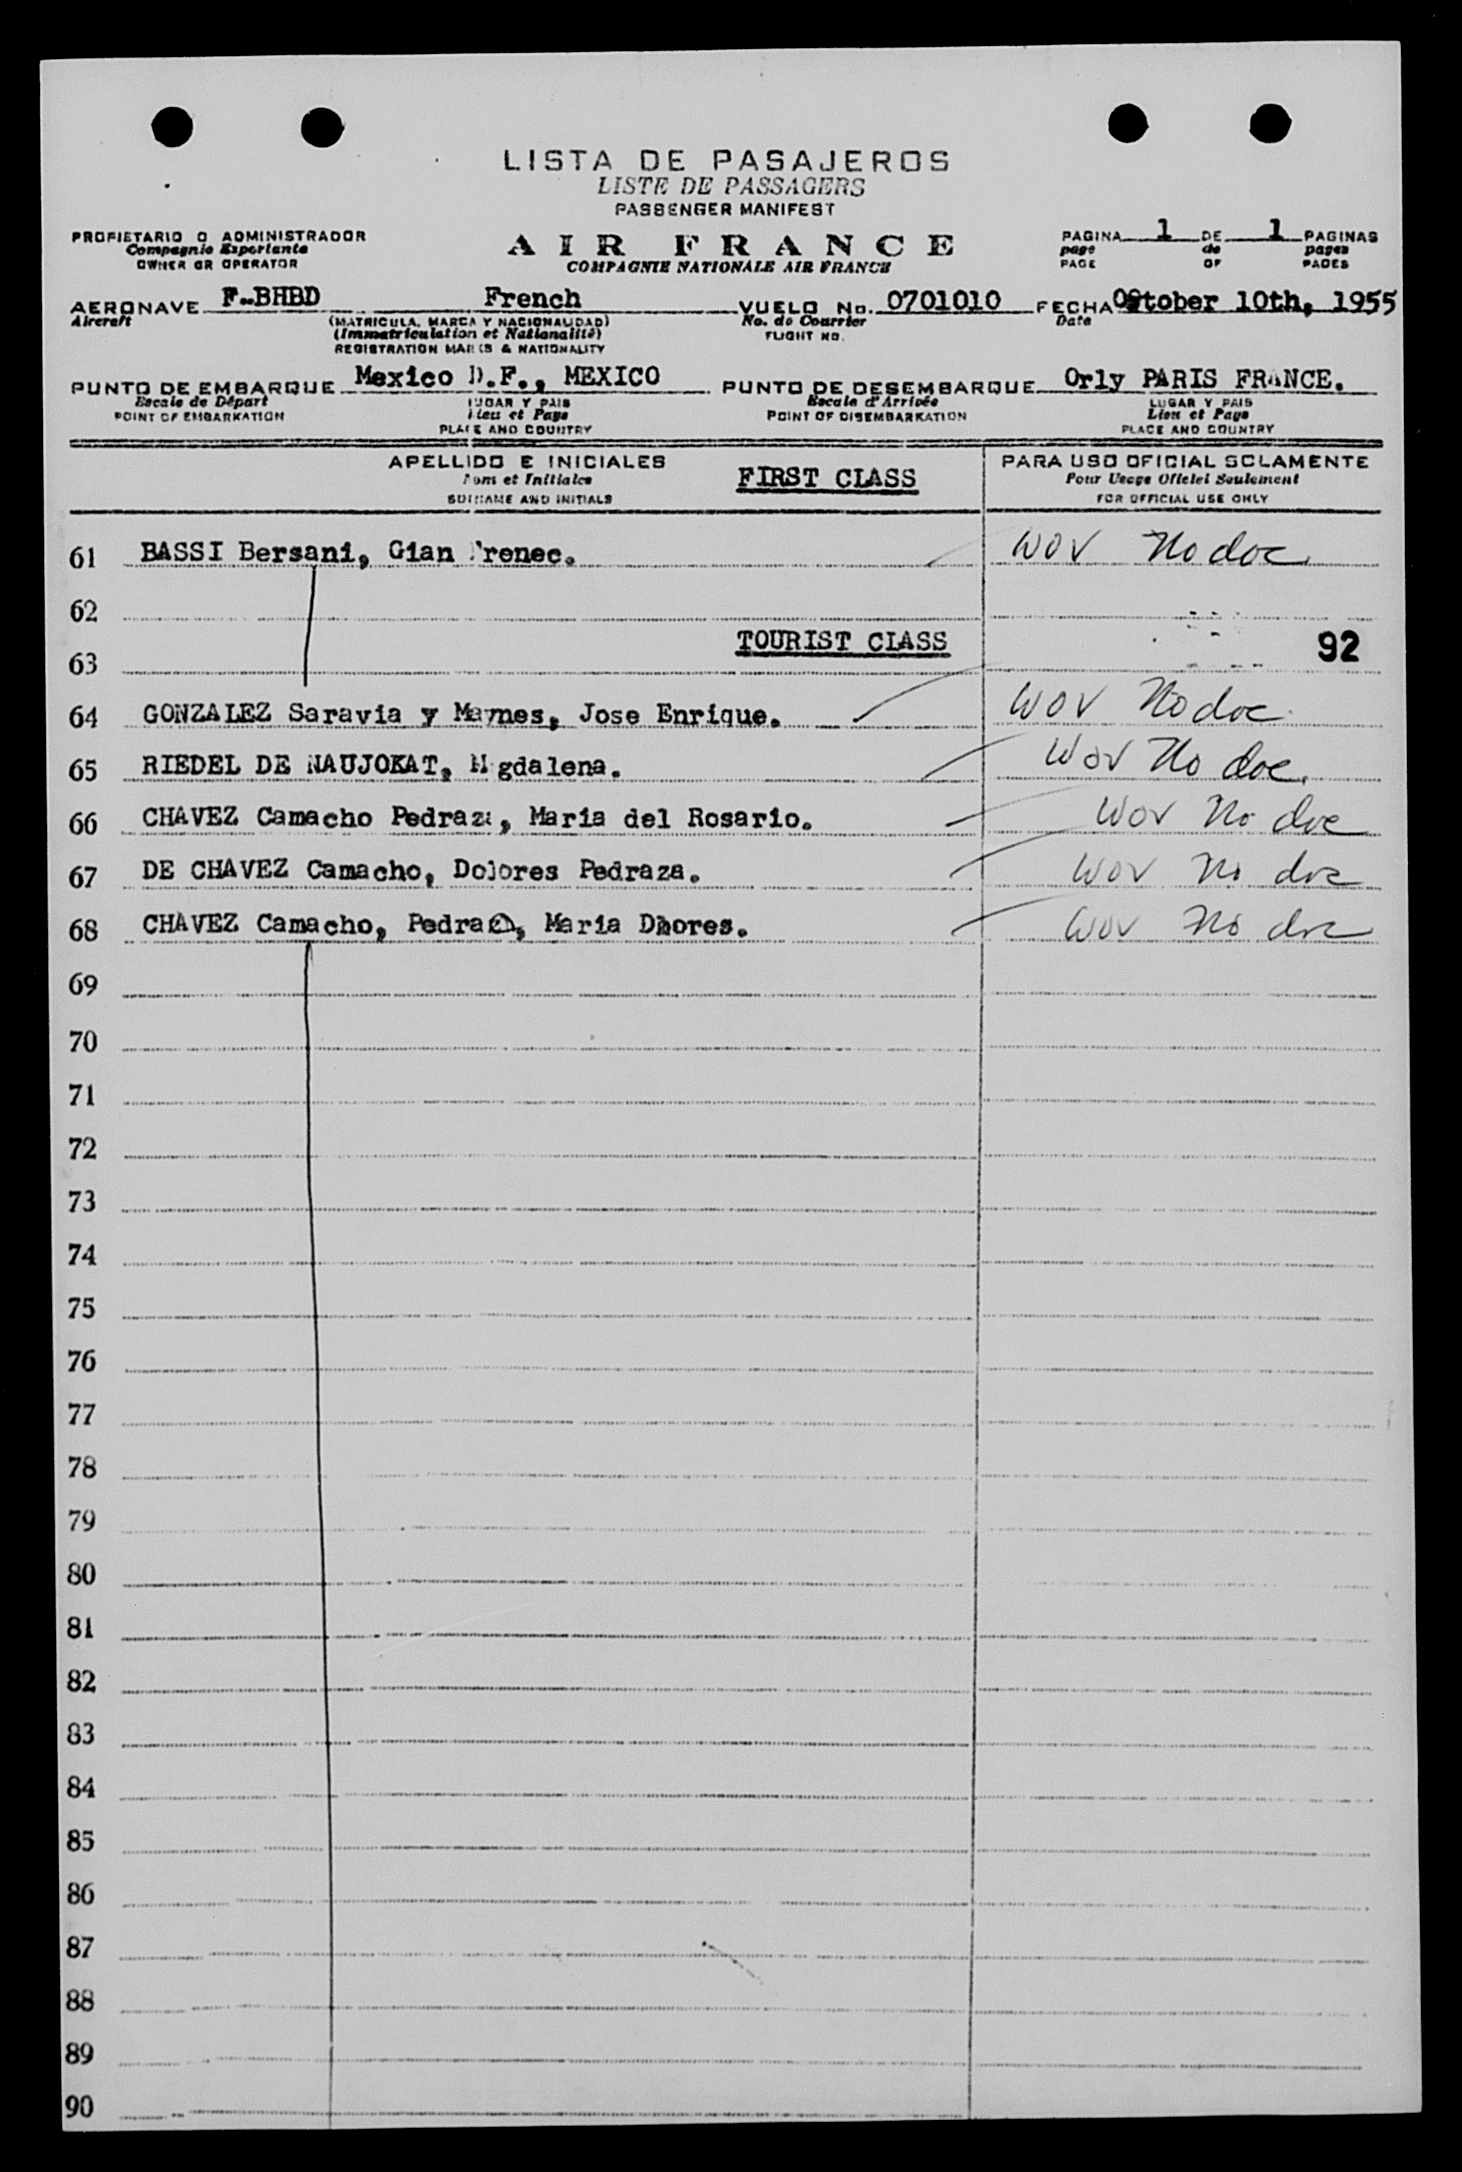 LISTA DE PASAJEROS
LISTE DE PASSAGERS
PASSENGER MANIFEST
PROPIETARIO O ADMINISTRADOR
Compagnie Exportante
OWNER OR OPERATOR
AIR FRANCE
COMPAGNIE NATIONALE AIR FRANCE
PAGINA 1 DE 1 PAGINAS
page de pages
PAGE OF PAGES
AERONAVE F-BHBD French VUELO No. 0701010 FECHA October 10th, 1955
Aircraft (MATRICULA, MARCA Y NACIONALIDAD) No. de Courrier Date
(Immatriculation et Nationalité) FLIGHT NO.
REGISTRATION MARKS & NATIONALITY
PUNTO DE EMBARQUE Mexico D.F., MEXICO PUNTO DE DESEMBARQUE Orly PARIS FRANCE.
Escale de Départ LUGAR Y PAIS Escale d'Arrivée LUGAR Y PAIS
POINT OF EMBARKATION Lieu et Pays POINT OF DISEMBARKATION Lieu et Pays
PLACE AND COUNTRY PLACE AND COUNTRY
APELLIDO E INICIALES FIRST CLASS PARA USO OFICIAL SOLAMENTE
Nom et Initiales Pour Usage Officiel Seulement
SURNAME AND INITIALS FOR OFFICIAL USE ONLY
61 BASSI Bersani, Gian Frenec. WOV No doc
62
TOURIST CLASS 92
63
64 GONZALEZ Saravia y Maynes, Jose Enrique. WOV No doc
65 RIEDEL DE NAUJOKAT, Magdalena. WOV No doc.
66 CHAVEZ Camacho Pedraza, Maria del Rosario. WOV No doc
67 DE CHAVEZ Camacho, Dolores Pedraza. WOV No doc
68 CHAVEZ Camacho, Maria WOV No doc
69
70
71
72
73
74
75
76
77
78
79
80
81
82
83
84
85
86
87
88
89
90